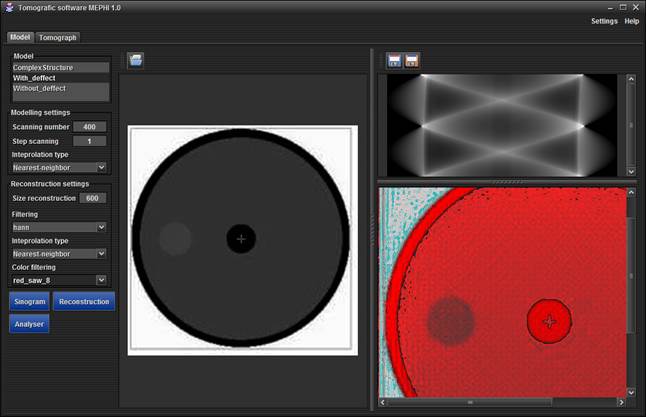 Tomografic software MEPHI 1.0
Settings Help
Model Tomograph
Model
ComplexStructure
With_deffect
Without_deffect
Modelling settings
Scanning number 400
Step scanning 1
Inteprolation type
Nearest-neighbor
Reconstruction settings
Size reconstruction 600
Filtering
hann
Inteprolation type
Nearest-neighbor
Color filtering
red_saw_8
Sinogram Reconstruction
Analyser